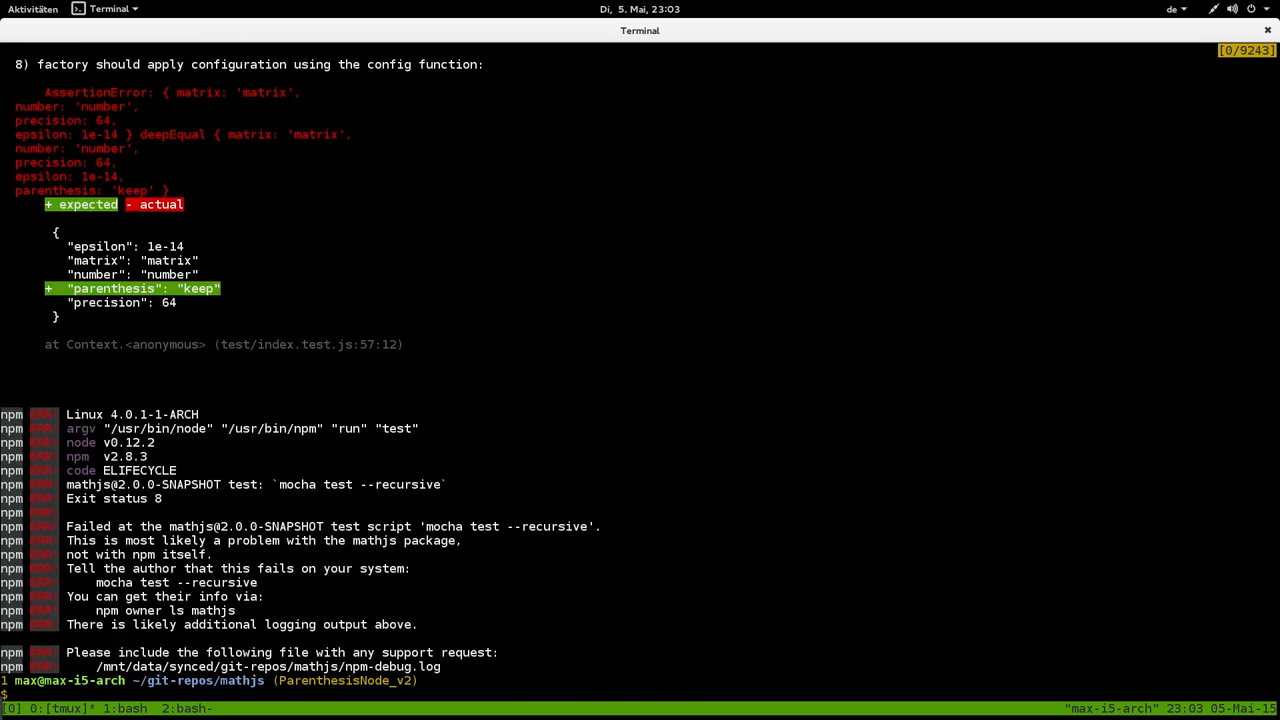 Aktivitäten Terminal Di, 5. Mai, 23:03 de
Terminal
[0/9243]
8) factory should apply configuration using the config function:
AssertionError: { matrix: 'matrix',
number: 'number',
precision: 64,
epsilon: 1e-14 } deepEqual { matrix: 'matrix',
number: 'number',
precision: 64,
epsilon: 1e-14,
parenthesis: 'keep' }
+ expected - actual
{
"epsilon": 1e-14
"matrix": "matrix"
"number": "number"
+ "parenthesis": "keep"
"precision": 64
}
at Context.<anonymous> (test/index.test.js:57:12)
npm ERR! Linux 4.0.1-1-ARCH
npm ERR! argv "/usr/bin/node" "/usr/bin/npm" "run" "test"
npm ERR! node v0.12.2
npm ERR! npm  v2.8.3
npm ERR! code ELIFECYCLE
npm ERR! mathjs@2.0.0-SNAPSHOT test: `mocha test --recursive`
npm ERR! Exit status 8
npm ERR!
npm ERR! Failed at the mathjs@2.0.0-SNAPSHOT test script 'mocha test --recursive'.
npm ERR! This is most likely a problem with the mathjs package,
npm ERR! not with npm itself.
npm ERR! Tell the author that this fails on your system:
npm ERR!     mocha test --recursive
npm ERR! You can get their info via:
npm ERR!     npm owner ls mathjs
npm ERR! There is likely additional logging output above.
npm ERR! Please include the following file with any support request:
npm ERR!     /mnt/data/synced/git-repos/mathjs/npm-debug.log
1 max@max-i5-arch ~/git-repos/mathjs (ParenthesisNode_v2)
$
[0] 0:[tmux]* 1:bash  2:bash- "max-i5-arch" 23:03 05-Mai-15